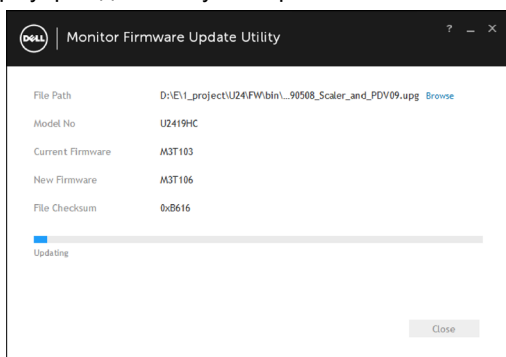 DELL | Monitor Firmware Update Utility ? _ ×
File Path D:\E\1_project\U24\FW\bin\...90508_Scaler_and_PDV09.upg Browse
Model No U2419HC
Current Firmware M3T103
New Firmware M3T106
File Checksum 0xB616
Updating
Close